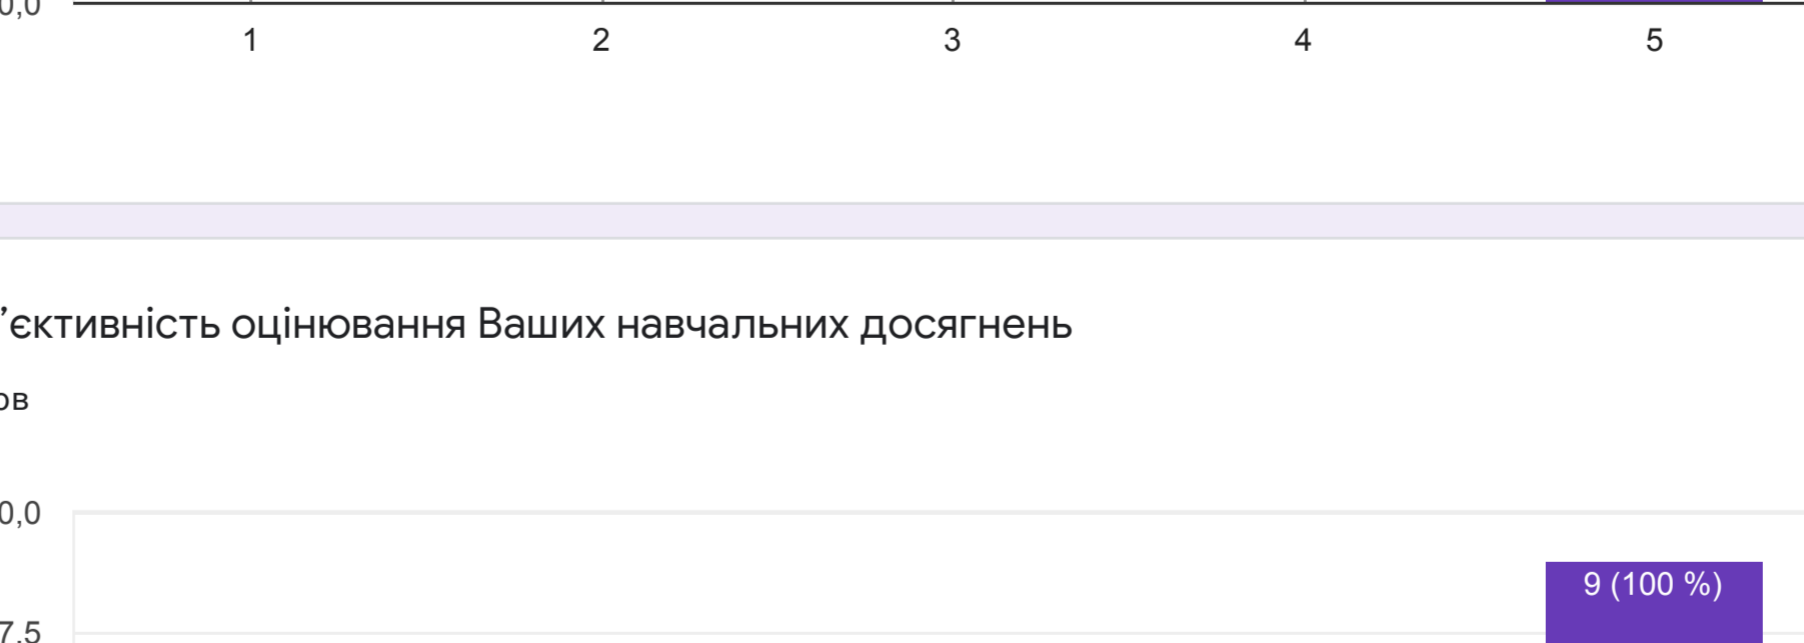 0,0
1 2 3 4 5
’єктивність оцінювання Ваших навчальних досягнень
ов
0,0
9 (100 %)
7,5